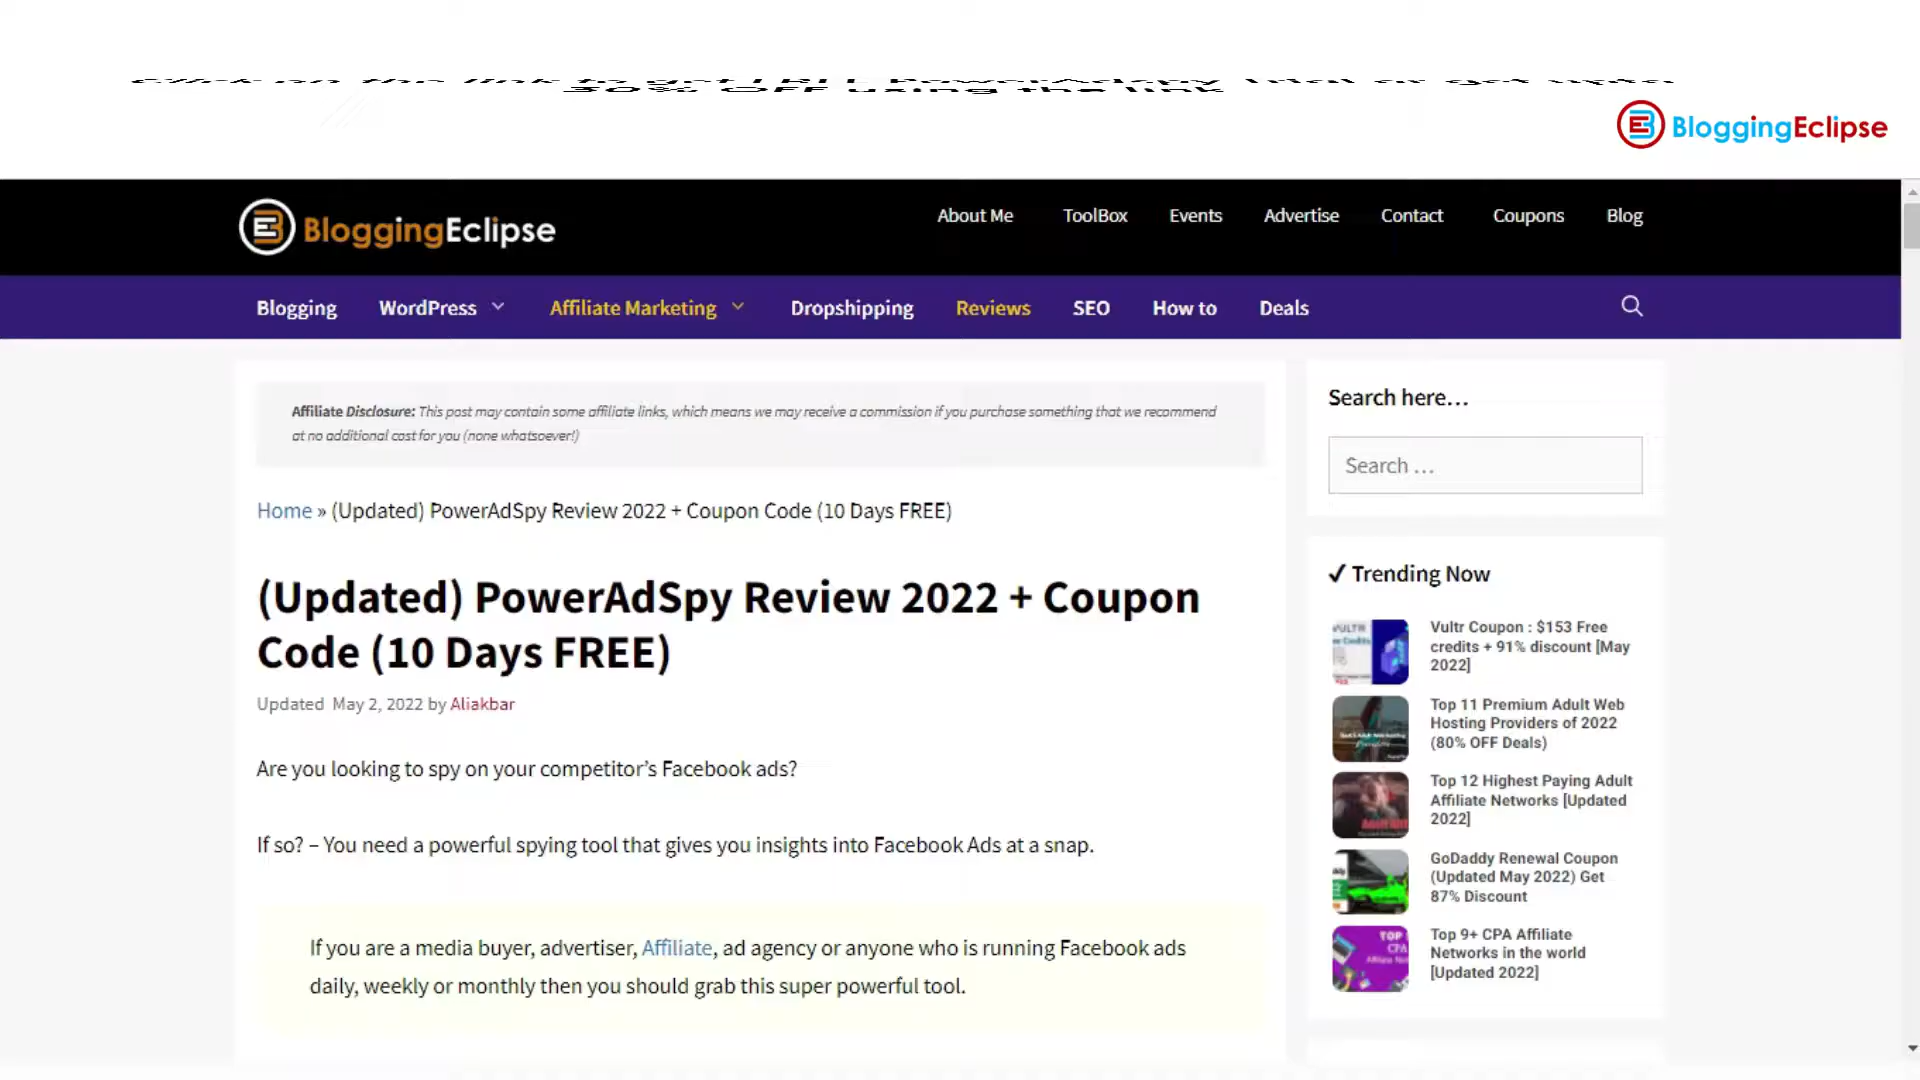 30% OFF using the link
BloggingEclipse
BloggingEclipse
About Me ToolBox Events Advertise Contact Coupons Blog
Blogging WordPress Affiliate Marketing Dropshipping Reviews SEO How to Deals
Affiliate Disclosure: This post may contain some affiliate links, which means we may receive a commission if you purchase something that we recommend
at no additional cost for you (none whatsoever!)
Home » (Updated) PowerAdSpy Review 2022 + Coupon Code (10 Days FREE)
(Updated) PowerAdSpy Review 2022 + Coupon
Code (10 Days FREE)
Updated May 2, 2022 by Aliakbar
Are you looking to spy on your competitor’s Facebook ads?
If so? – You need a powerful spying tool that gives you insights into Facebook Ads at a snap.
If you are a media buyer, advertiser, Affiliate, ad agency or anyone who is running Facebook ads
daily, weekly or monthly then you should grab this super powerful tool.
Search here...
Search ...
✓ Trending Now
Vultr Coupon : $153 Free
credits + 91% discount [May
2022]
Top 11 Premium Adult Web
Hosting Providers of 2022
(80% OFF Deals)
Top 12 Highest Paying Adult
Affiliate Networks [Updated
2022]
GoDaddy Renewal Coupon
(Updated May 2022) Get
87% Discount
Top 9+ CPA Affiliate
Networks in the world
[Updated 2022]